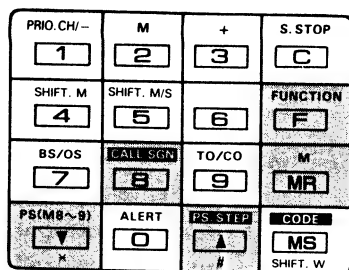 PRIO. CH/− M + S. STOP
1 2 3 C
SHIFT. M SHIFT. M/S FUNCTION
4 5 6 F
BS/OS CALL SGN TO/CO M
7 8 9 MR
PS(M8~9) ALERT PS. STEP CODE
▼ 0 ▲ MS
* # SHIFT. W